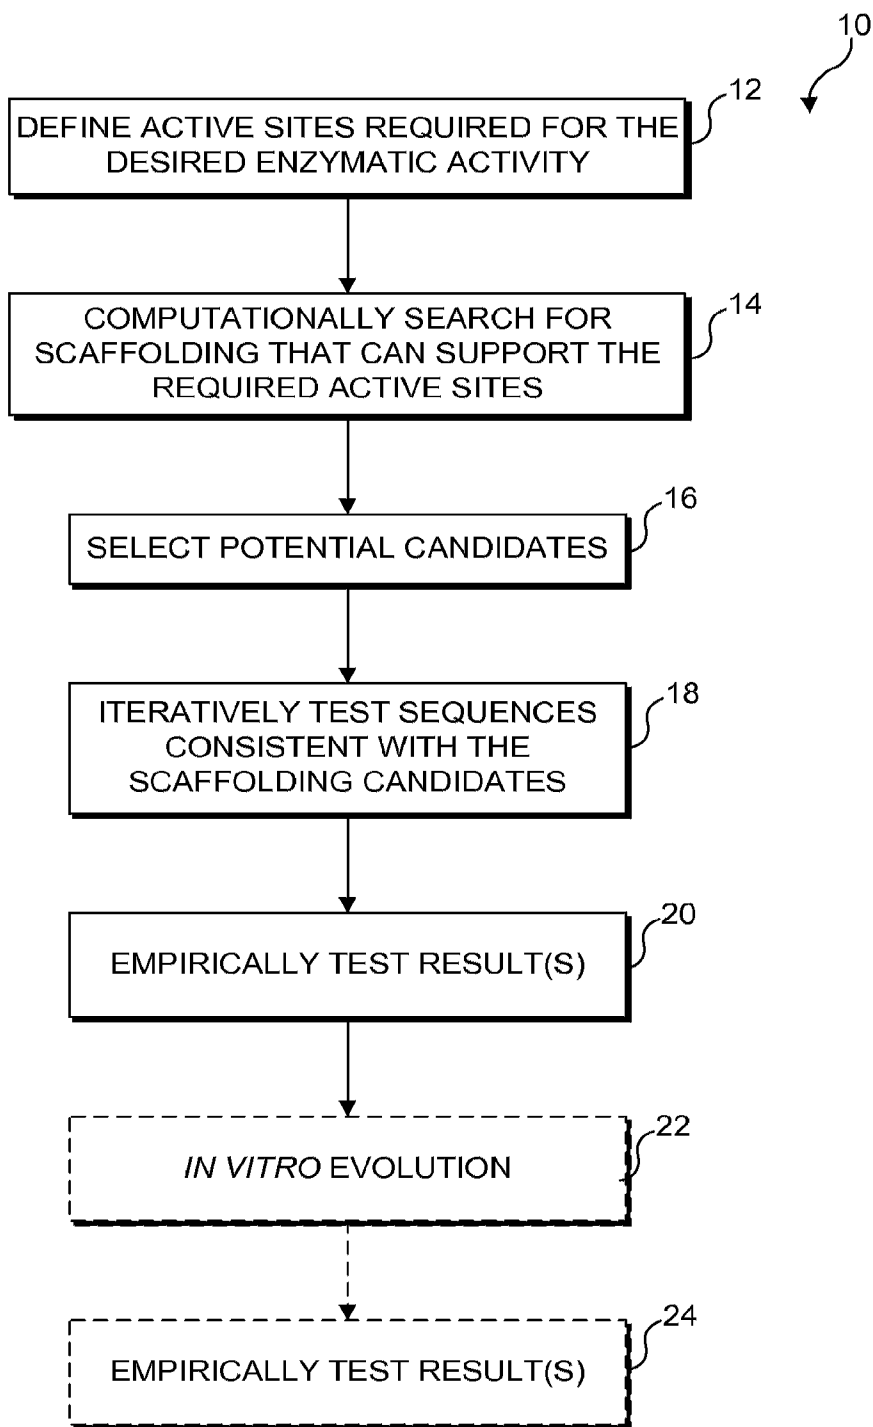 10
12
DEFINE ACTIVE SITES REQUIRED FOR THE
DESIRED ENZYMATIC ACTIVITY
14
COMPUTATIONALLY SEARCH FOR
SCAFFOLDING THAT CAN SUPPORT THE
REQUIRED ACTIVE SITES
16
SELECT POTENTIAL CANDIDATES
18
ITERATIVELY TEST SEQUENCES
CONSISTENT WITH THE
SCAFFOLDING CANDIDATES
20
EMPIRICALLY TEST RESULT(S)
22
IN VITRO EVOLUTION
24
EMPIRICALLY TEST RESULT(S)